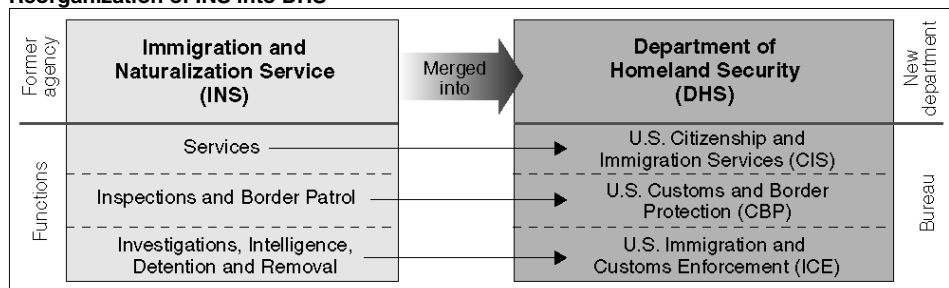 Reorganization of INS into DHS
Former agency
Immigration and
Naturalization Service
(INS)
Merged
into
Department of
Homeland Security
(DHS)
New department
Functions
Services
U.S. Citizenship and
Immigration Services (CIS)
Inspections and Border Patrol
U.S. Customs and Border
Protection (CBP)
Investigations, Intelligence,
Detention and Removal
U.S. Immigration and
Customs Enforcement (ICE)
Bureau